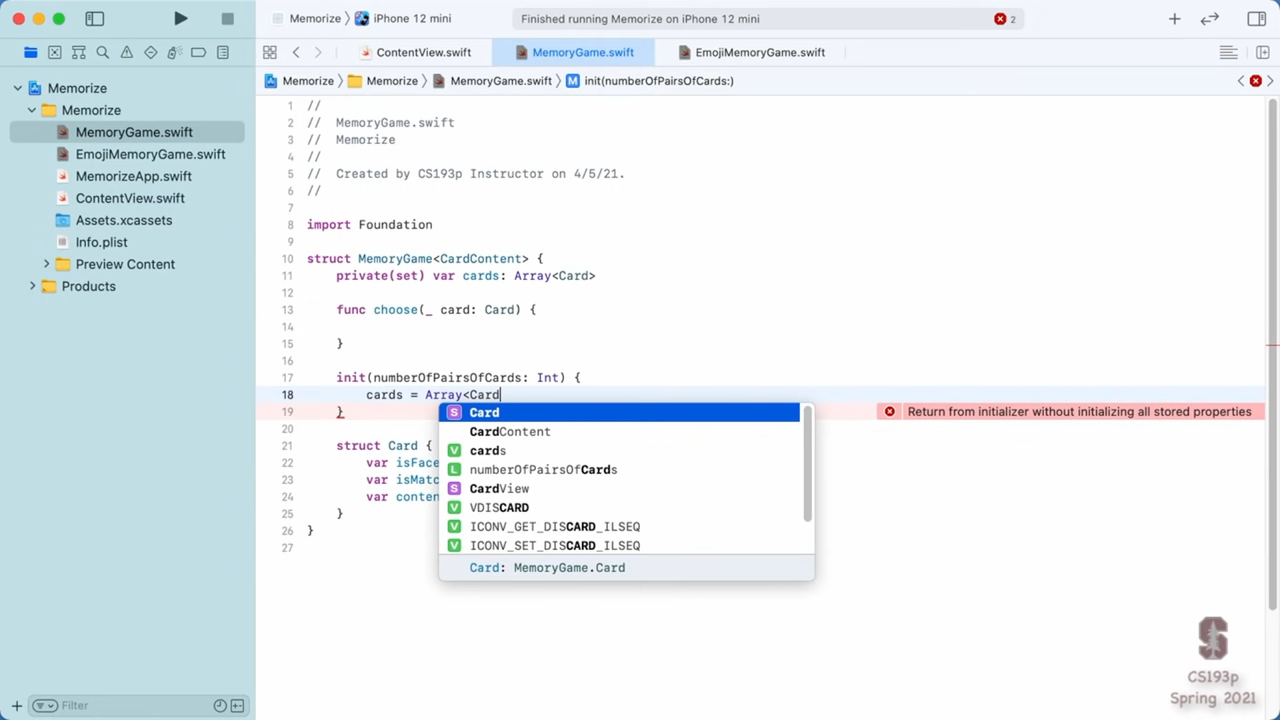 Memorize
iPhone 12 mini
Finished running Memorize on iPhone 12 mini
2
ContentView.swift
MemoryGame.swift
EmojiMemoryGame.swift
Memorize
Memorize
MemoryGame.swift
M
init(numberOfPairsOfCards:)
Memorize
Memorize
MemoryGame.swift
EmojiMemoryGame.swift
MemorizeApp.swift
ContentView.swift
Assets.xcassets
Info.plist
Preview Content
Products
Filter
1 //
2 //  MemoryGame.swift
3 //  Memorize
4 //
5 //  Created by CS193p Instructor on 4/5/21.
6 //
7
8 import Foundation
9
10 struct MemoryGame<CardContent> {
11     private(set) var cards: Array<Card>
12
13     func choose(_ card: Card) {
14
15     }
16
17     init(numberOfPairsOfCards: Int) {
18         cards = Array<Card
19     }
Return from initializer without initializing all stored properties
20
21     struct Card {
22         var isFace
23         var isMatc
24         var conten
25     }
26 }
27
S Card
CardContent
V cards
L numberOfPairsOfCards
S CardView
V VDISCARD
V ICONV_GET_DISCARD_ILSEQ
V ICONV_SET_DISCARD_ILSEQ
Card: MemoryGame.Card
S
CS193p
Spring 2021